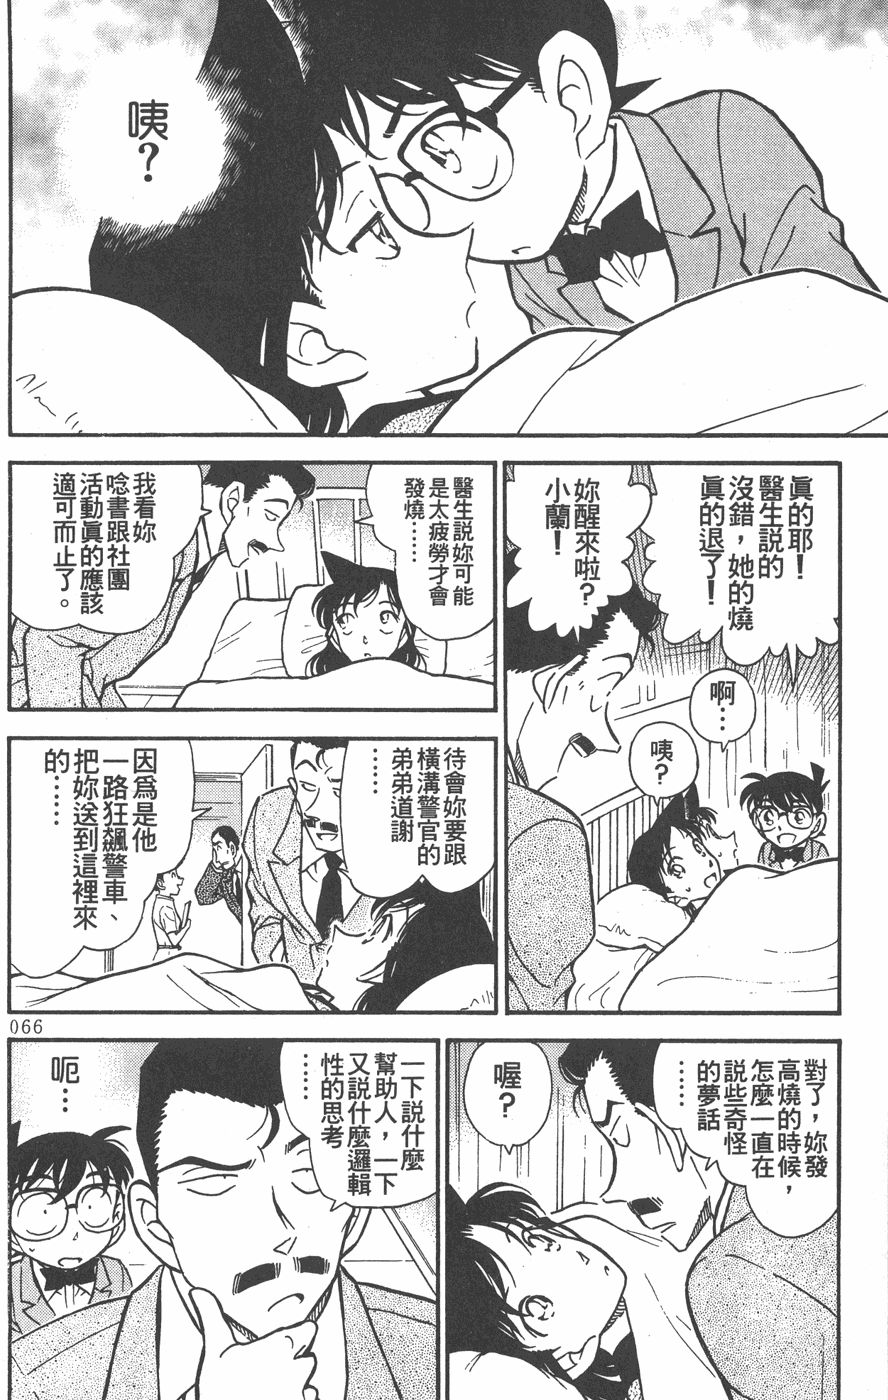 咦？
眞的耶！
醫生說的
沒錯，她的燒
眞的退了！
妳醒來啦？
小蘭！
啊…
咦？
醫生說妳可能
是太疲勞才會
發燒……
我看妳
唸書跟社團
活動眞的應該
適可而止了。
待會妳要跟
橫溝警官的
弟弟道謝
……
因爲是他
一路狂飆警車、
把妳送到這裡來
的……
066
對了，妳發
高燒的時候，
怎麼一直在
說些奇怪
的夢話
……
喔？
一下說什麼
幫助人，一下
又說什麼邏輯
性的思考
……
呃…